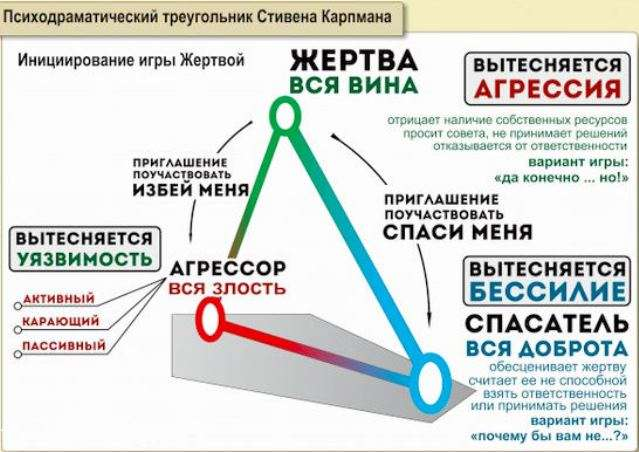 Психодраматический треугольник Стивена Карпмана
Инициирование игры Жертвой
ЖЕРТВА
ВСЯ ВИНА
ВЫТЕСНЯЕТСЯ
АГРЕССИЯ
отрицает наличие собственных ресурсов
просит совета, не принимает решений
отказывается от ответственности
вариант игры:
«да конечно ... но!»
ПРИГЛАШЕНИЕ
ПОУЧАСТВОВАТЬ
ИЗБЕЙ МЕНЯ
ПРИГЛАШЕНИЕ
ПОУЧАСТВОВАТЬ
СПАСИ МЕНЯ
ВЫТЕСНЯЕТСЯ
УЯЗВИМОСТЬ
АГРЕССОР
ВСЯ ЗЛОСТЬ
АКТИВНЫЙ
КАРАЮЩИЙ
ПАССИВНЫЙ
ВЫТЕСНЯЕТСЯ
БЕССИЛИЕ
СПАСАТЕЛЬ
ВСЯ ДОБРОТА
обесценивает жертву
считает ее не способной
взять ответственность
или принимать решения
вариант игры:
«почему бы вам не...?»